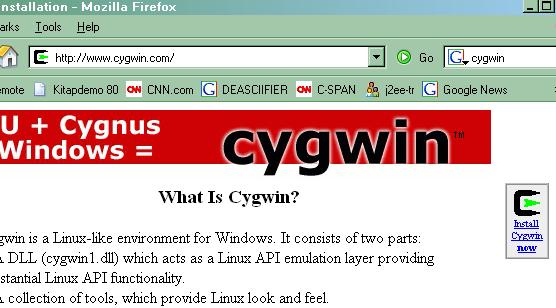 nstallation - Mozilla Firefox
arks Tools Help
http://www.cygwin.com/ Go cygwin
emote Kitapdemo 80 CNN CNN.com DEASCIIFIER CNN C-SPAN j2ee-tr Google News
U + Cygnus
Windows =
cygwin™
What Is Cygwin?
gwin is a Linux-like environment for Windows. It consists of two parts:
A DLL (cygwin1.dll) which acts as a Linux API emulation layer providing
stantial Linux API functionality.
A collection of tools, which provide Linux look and feel.
Install
Cygwin
now